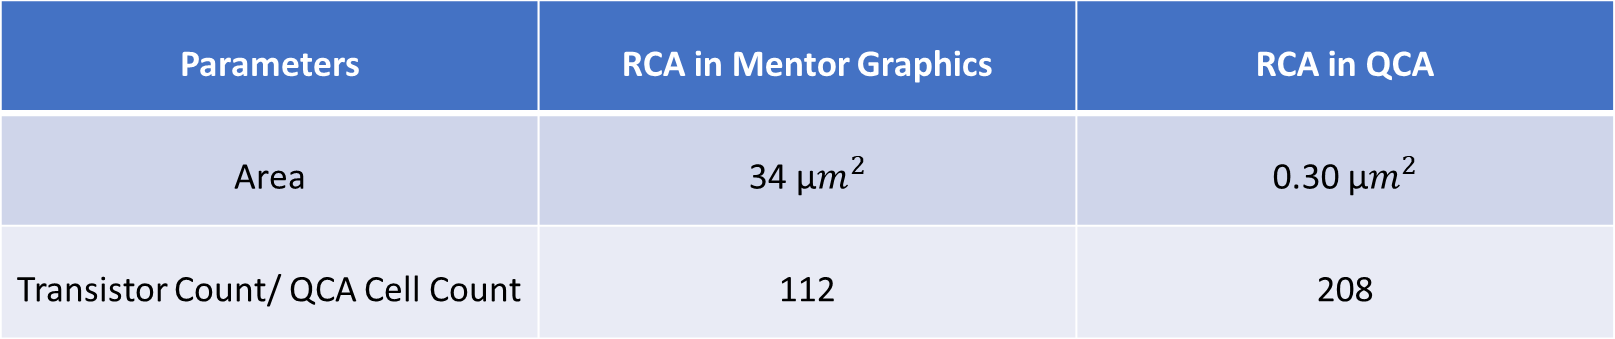 Parameters RCA in Mentor Graphics RCA in QCA
Area 34 μm² 0.30 μm²
Transistor Count/ QCA Cell Count 112 208